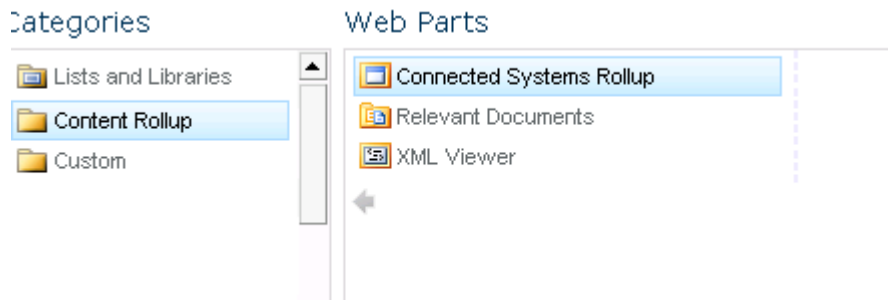 Categories
Web Parts
Lists and Libraries
Content Rollup
Custom
Connected Systems Rollup
Relevant Documents
XML Viewer